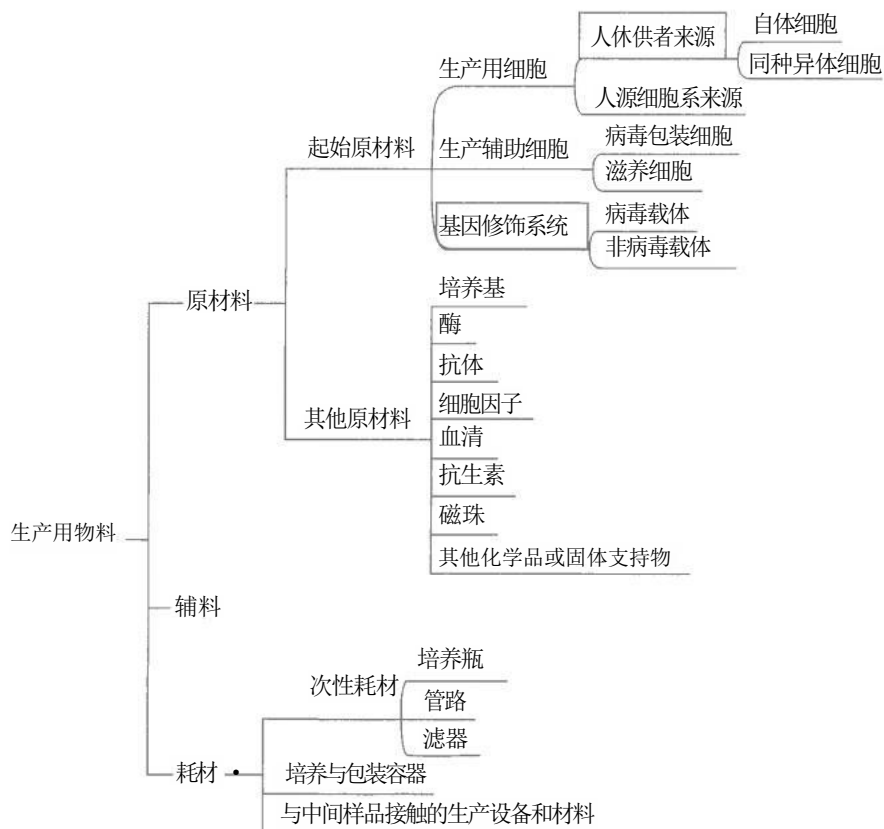 人休供者来源
自体细胞
同种异体细胞
生产用细胞
人源细胞系来源
起始原材料
生产辅助细胞
病毒包装细胞
滋养细胞
基因修饰系统
病毒载体
非病毒载体
原材料
培养基
酶
抗体
其他原材料
细胞因子
血清
抗生素
磁珠
其他化学品或固体支持物
生产用物料
辅料
次性耗材
培养瓶
管路
滤器
耗材
培养与包装容器
与中间样品接触的生产设备和材料